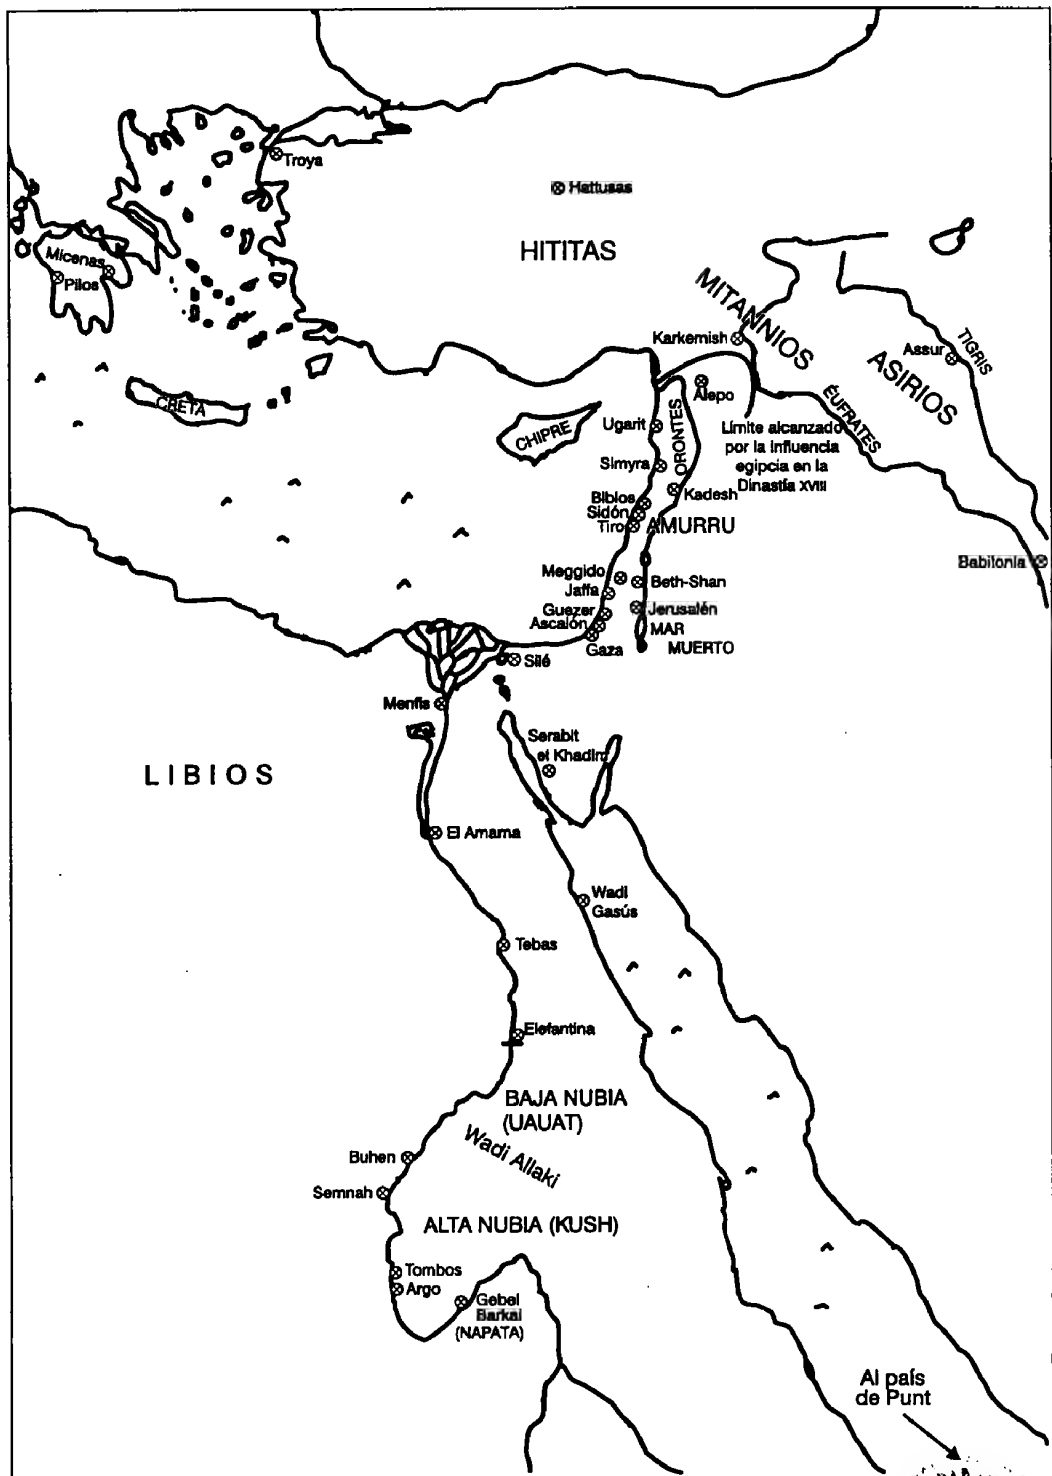 Troya
Hattusas
HITITAS
Micenas
Pilos
MITANNIOS
Karkemish
Assur
TIGRIS
ASIRIOS
Alepo
CRETA
CHIPRE
Ugarit
ORONTES
ÉUFRATES
Límite alcanzado
por la influencia
egipcia en la
Dinastía XVIII
Simyra
Kadesh
Biblos
Sidón
Tiro
AMURRU
Babilonia
Meggido
Beth-Shan
Jaffa
Guezer
Jerusalén
Ascalón
MAR
MUERTO
Gaza
Silé
Menfis
Serabit
el Khadim
LIBIOS
El Amarna
Wadi
Gasús
Tebas
Elefantina
BAJA NUBIA
(UAUAT)
Wadi Allaki
Buhen
Semnah
ALTA NUBIA (KUSH)
Tombos
Argo
Gebel
Barkal
(NAPATA)
Al país
de Punt